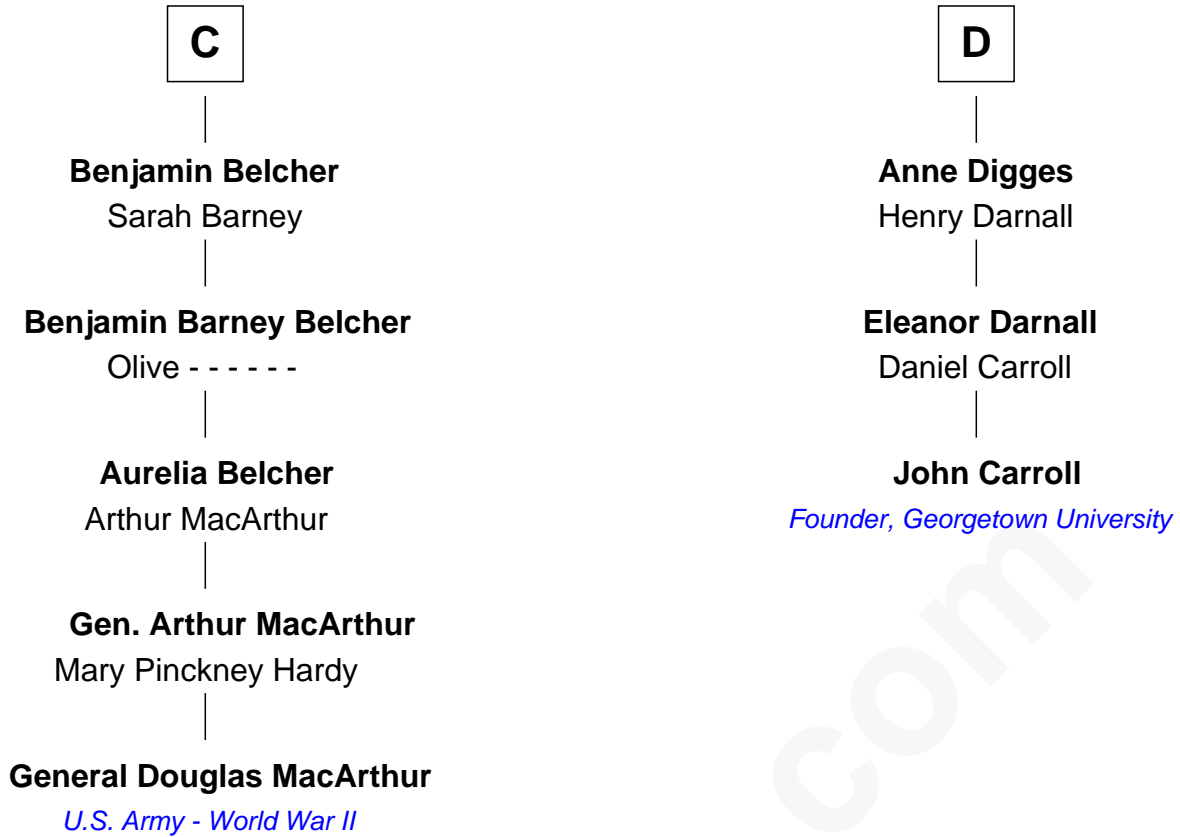 C
Benjamin Belcher
Sarah Barney
Benjamin Barney Belcher
Olive - - - - - -
Aurelia Belcher
Arthur MacArthur
Gen. Arthur MacArthur
Mary Pinckney Hardy
General Douglas MacArthur
U.S. Army - World War II
D
Anne Digges
Henry Darnall
Eleanor Darnall
Daniel Carroll
John Carroll
Founder, Georgetown University
com